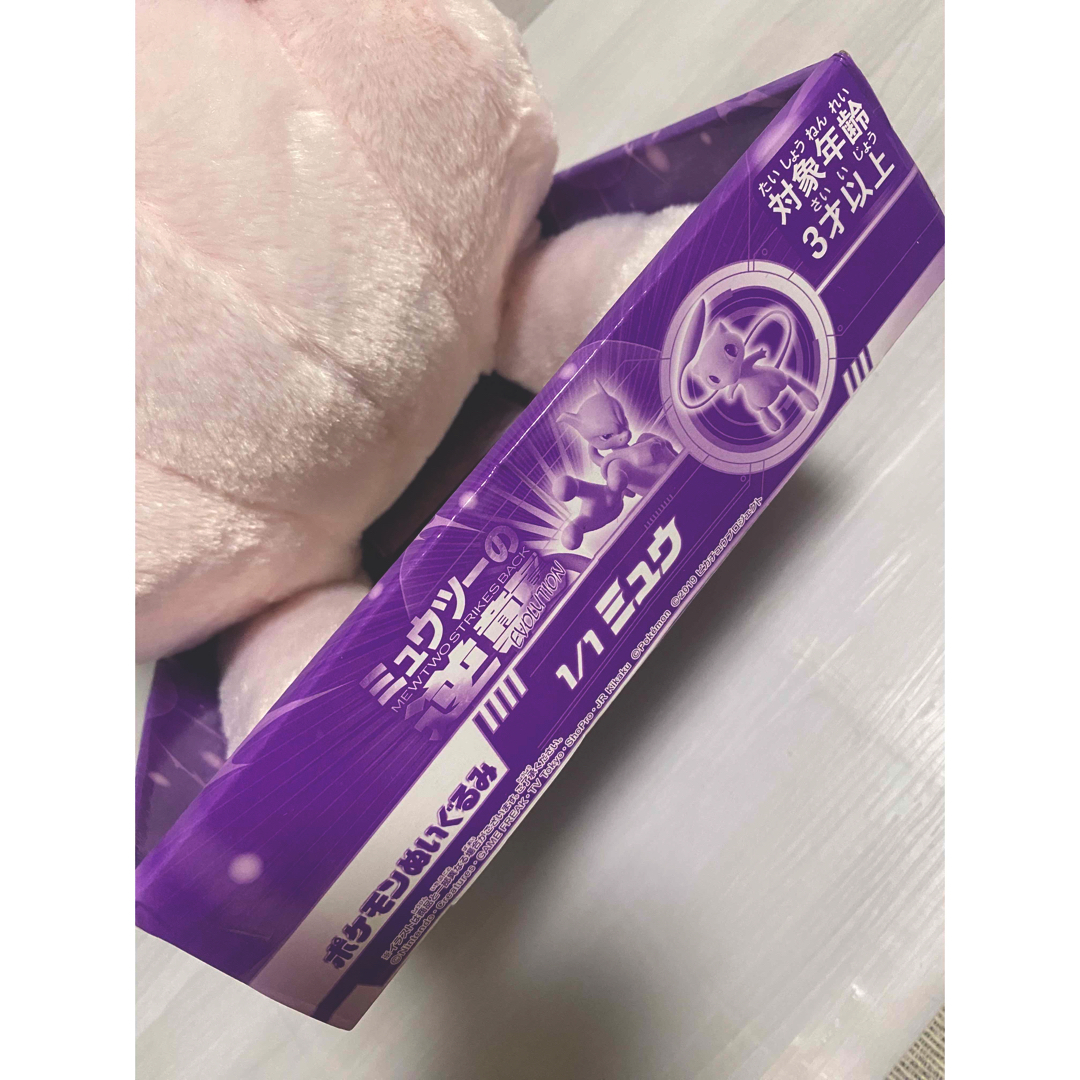 たいしょうねんれい
対象年齢
さいいじょう
3才以上
ミュウツーの
MEWTWO STRIKES BACK
逆襲
EVOLUTION
1/1 ミュウ
ポケモンぬいぐるみ
©Nintendo・Creatures・GAME FREAK・TV Tokyo・ShoPro・JR Kikaku ©Pokémon ©2019 ピカチュウプロジェクト